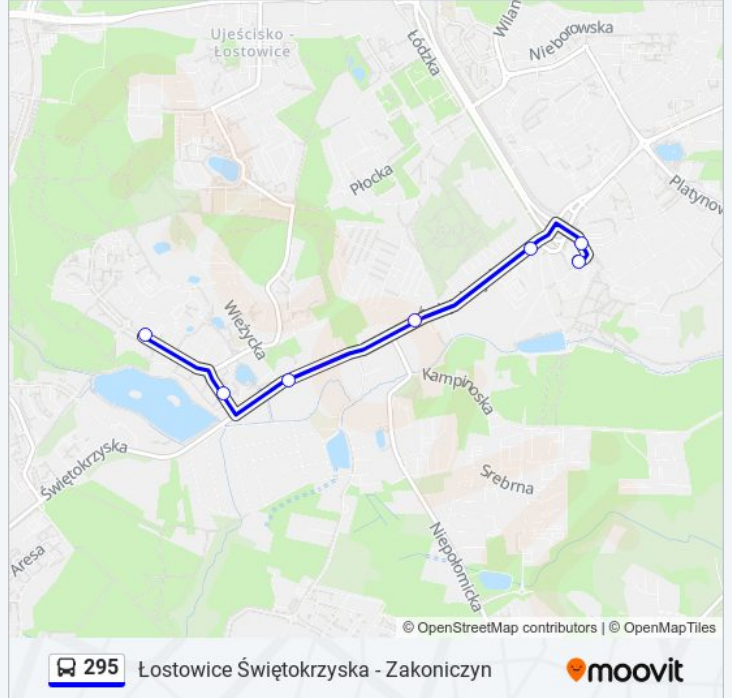 Ujeścisko -
Łostowice
Łódzka
Wilan
Nieborowska
Płocka
Platynow
Wieżycka
Kampinoska
Świętokrzyska
Srebrna
Aresa
Niepołomicka
© OpenStreetMap contributors | © OpenMapTiles
295 Łostowice Świętokrzyska - Zakoniczyn moovit